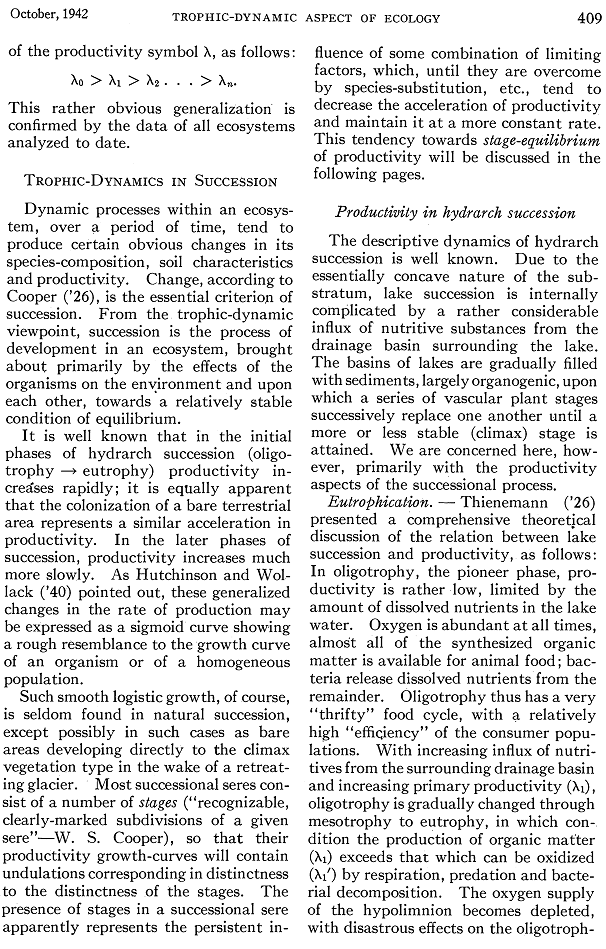 October, 1942
TROPHIC-DYNAMIC ASPECT OF ECOLOGY
409
of the productivity symbol λ, as follows:
λ0 > λ1 > λ2 . . . > λn.
This rather obvious generalization is
confirmed by the data of all ecosystems
analyzed to date.
TROPHIC-DYNAMICS IN SUCCESSION
Dynamic processes within an ecosys-
tem, over a period of time, tend to
produce certain obvious changes in its
species-composition, soil characteristics
and productivity. Change, according to
Cooper ('26), is the essential criterion of
succession. From the trophic-dynamic
viewpoint, succession is the process of
development in an ecosystem, brought
about primarily by the effects of the
organisms on the environment and upon
each other, towards a relatively stable
condition of equilibrium.
It is well known that in the initial
phases of hydrarch succession (oligo-
trophy → eutrophy) productivity in-
creases rapidly; it is equally apparent
that the colonization of a bare terrestrial
area represents a similar acceleration in
productivity. In the later phases of
succession, productivity increases much
more slowly. As Hutchinson and Wol-
lack ('40) pointed out, these generalized
changes in the rate of production may
be expressed as a sigmoid curve showing
a rough resemblance to the growth curve
of an organism or of a homogeneous
population.
Such smooth logistic growth, of course,
is seldom found in natural succession,
except possibly in such cases as bare
areas developing directly to the climax
vegetation type in the wake of a retreat-
ing glacier. Most successional seres con-
sist of a number of stages ("recognizable,
clearly-marked subdivisions of a given
sere"—W. S. Cooper), so that their
productivity growth-curves will contain
undulations corresponding in distinctness
to the distinctness of the stages. The
presence of stages in a successional sere
apparently represents the persistent in-
fluence of some combination of limiting
factors, which, until they are overcome
by species-substitution, etc., tend to
decrease the acceleration of productivity
and maintain it at a more constant rate.
This tendency towards stage-equilibrium
of productivity will be discussed in the
following pages.
Productivity in hydrarch succession
The descriptive dynamics of hydrarch
succession is well known. Due to the
essentially concave nature of the sub-
stratum, lake succession is internally
complicated by a rather considerable
influx of nutritive substances from the
drainage basin surrounding the lake.
The basins of lakes are gradually filled
with sediments, largely organogenic, upon
which a series of vascular plant stages
successively replace one another until a
more or less stable (climax) stage is
attained. We are concerned here, how-
ever, primarily with the productivity
aspects of the successional process.
Eutrophication. — Thienemann ('26)
presented a comprehensive theoretical
discussion of the relation between lake
succession and productivity, as follows:
In oligotrophy, the pioneer phase, pro-
ductivity is rather low, limited by the
amount of dissolved nutrients in the lake
water. Oxygen is abundant at all times,
almost all of the synthesized organic
matter is available for animal food; bac-
teria release dissolved nutrients from the
remainder. Oligotrophy thus has a very
"thrifty" food cycle, with a relatively
high "efficiency" of the consumer popu-
lations. With increasing influx of nutri-
tives from the surrounding drainage basin
and increasing primary productivity (λ1),
oligotrophy is gradually changed through
mesotrophy to eutrophy, in which con-
dition the production of organic matter
(λ1) exceeds that which can be oxidized
(λ1′) by respiration, predation and bacte-
rial decomposition. The oxygen supply
of the hypolimnion becomes depleted,
with disastrous effects on the oligotroph-